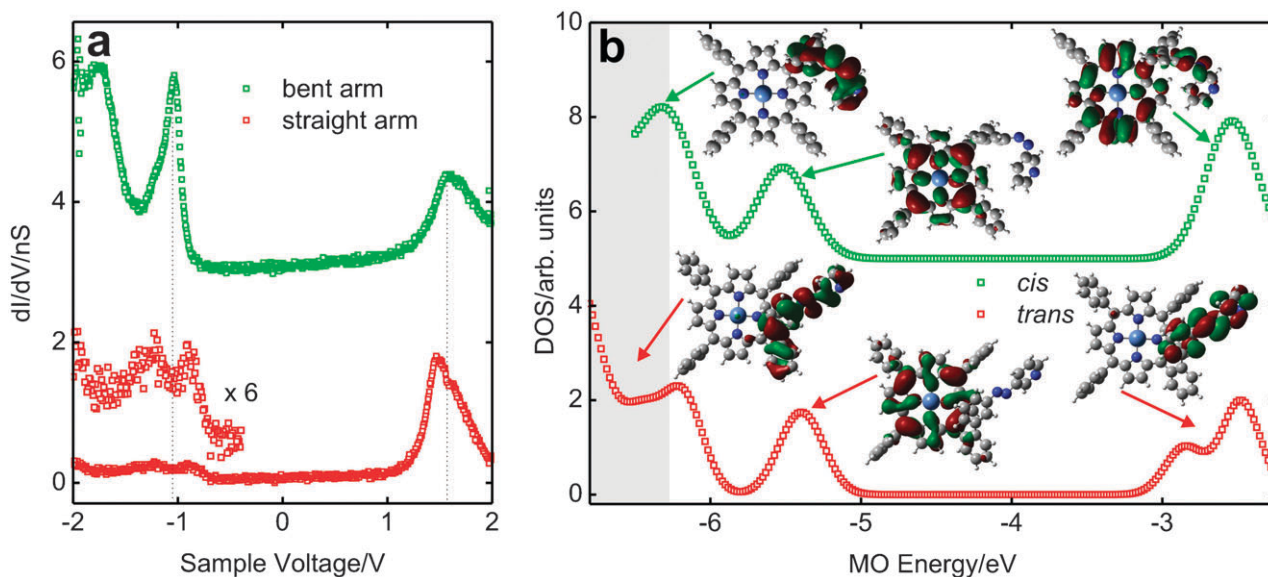 a
dI/dV/nS
6
4
2
0
bent arm
straight arm
x 6
-2
-1
0
1
2
Sample Voltage/V
b
DOS/arb. units
10
8
6
4
2
0
cis
trans
-6
-5
-4
-3
MO Energy/eV